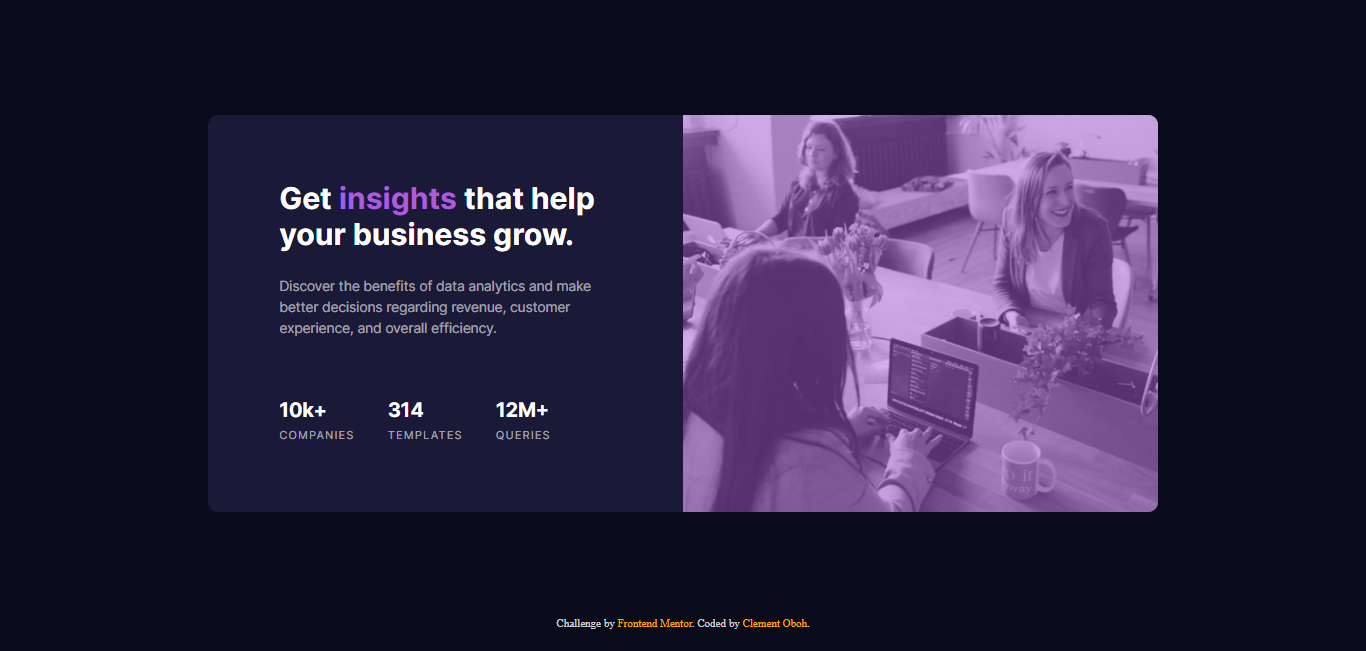 Get insights that help
your business grow.
Discover the benefits of data analytics and make
better decisions regarding revenue, customer
experience, and overall efficiency.
10k+ 314 12M+
COMPANIES TEMPLATES QUERIES
Challenge by Frontend Mentor. Coded by Clement Oboh.